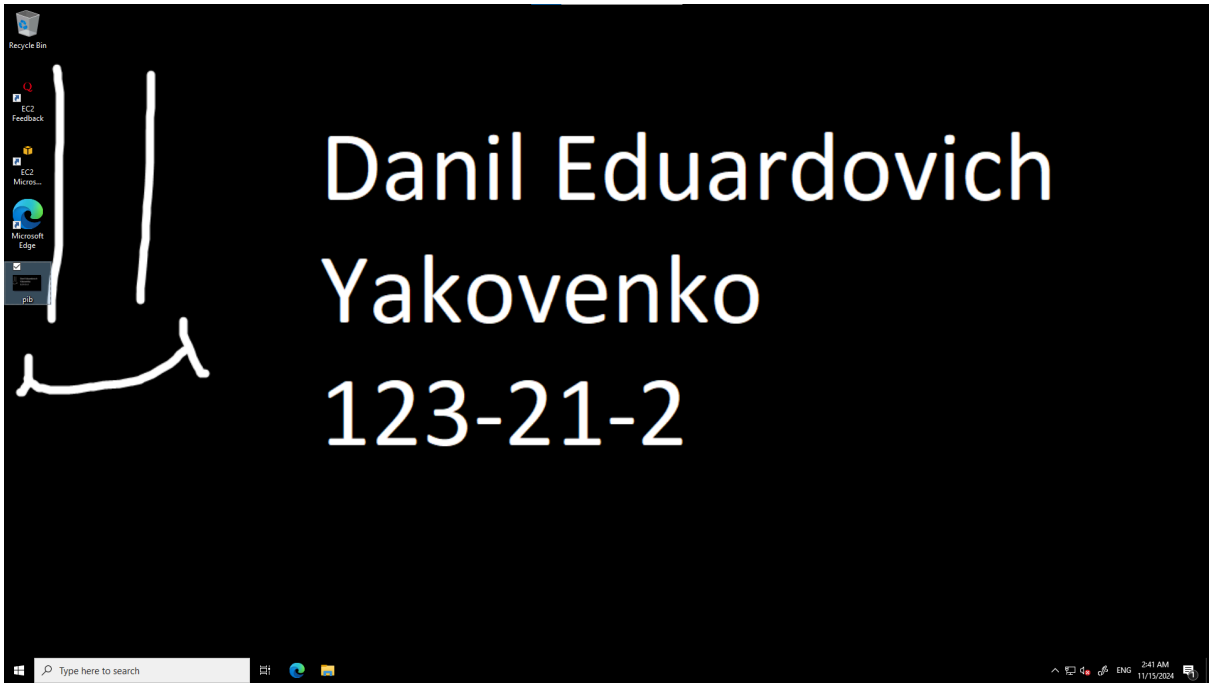 Recycle Bin
EC2
Feedback
EC2
Micros...
Microsoft
Edge
pib
Danil Eduardovich
Yakovenko
123-21-2
Type here to search
ENG
2:41 AM
11/15/2024
1